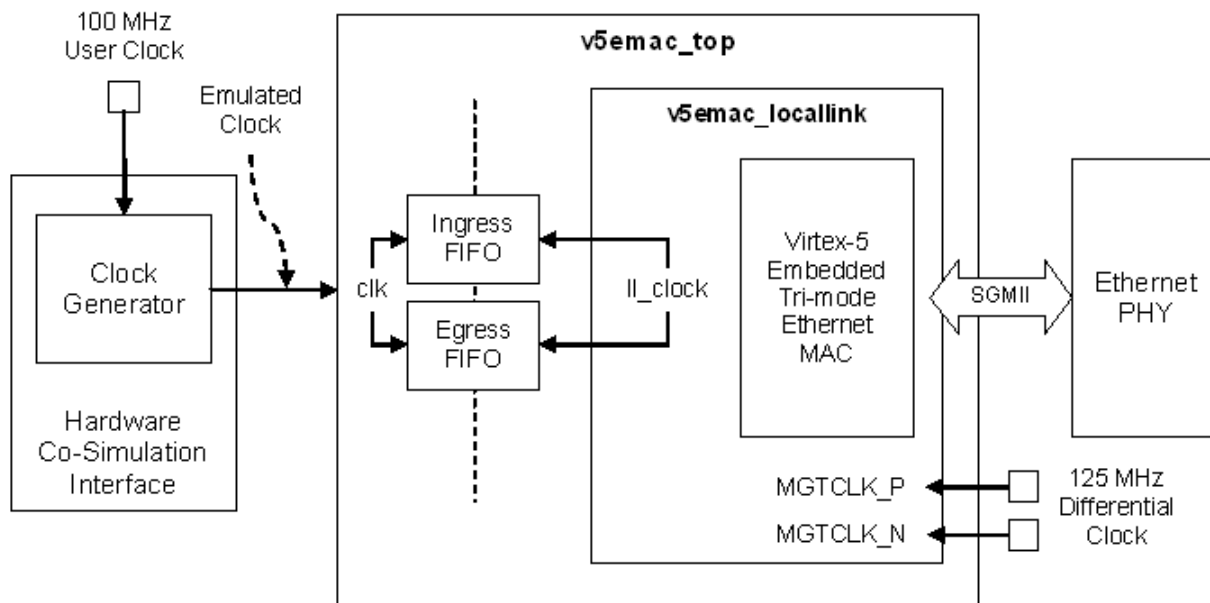 100 MHz
User Clock
Emulated
Clock
Clock
Generator
Hardware
Co-Simulation
Interface
v5emac_top
v5emac_locallink
Ingress
FIFO
clk
ll_clock
Egress
FIFO
Virtex-5
Embedded
Tri-mode
Ethernet
MAC
SGMII
Ethernet
PHY
MGTCLK_P
MGTCLK_N
125 MHz
Differential
Clock